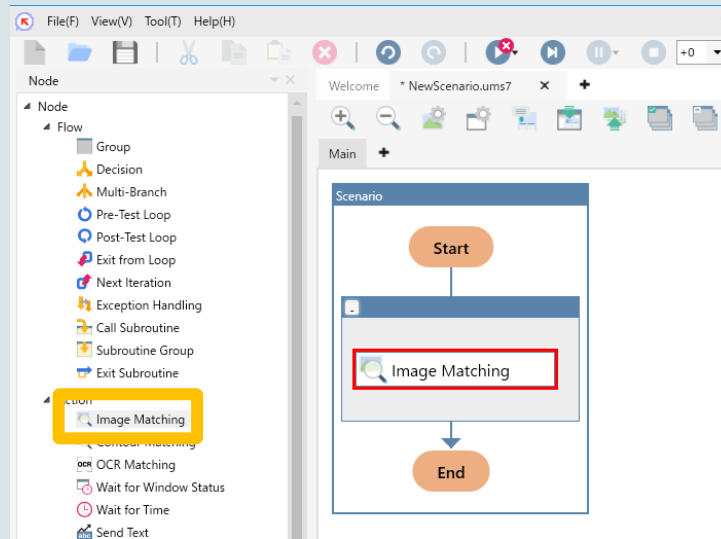 File(F) View(V) Tool(T) Help(H)
+0
Node
Welcome * NewScenario.ums7
Node
Flow
Group
Decision
Multi-Branch
Pre-Test Loop
Post-Test Loop
Exit from Loop
Next Iteration
Exception Handling
Call Subroutine
Subroutine Group
Exit Subroutine
Image Matching
OCR Matching
Wait for Window Status
Wait for Time
Send Text
Main
Scenario
Start
Image Matching
End